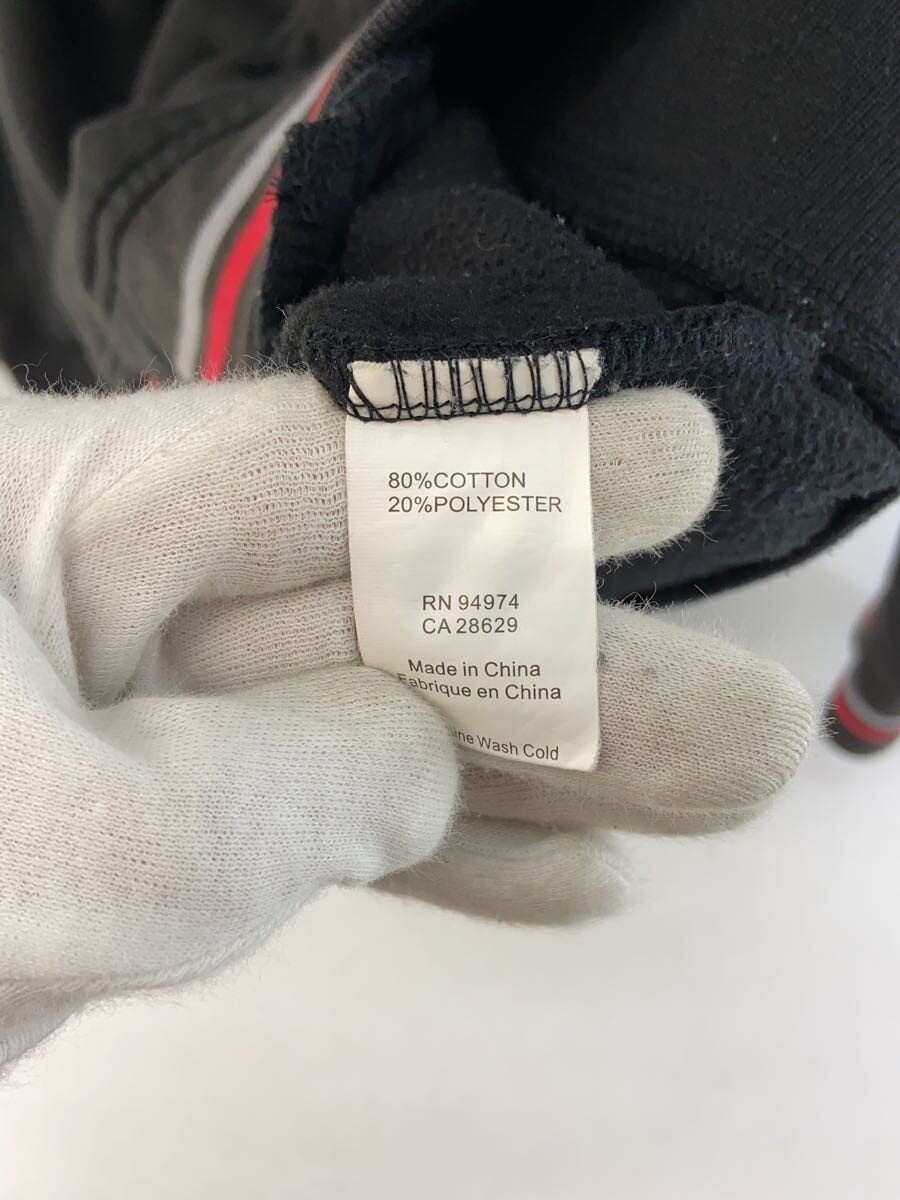 80%COTTON
20%POLYESTER
RN 94974
CA 28629
Made in China
Fabrique en China
Wash Cold